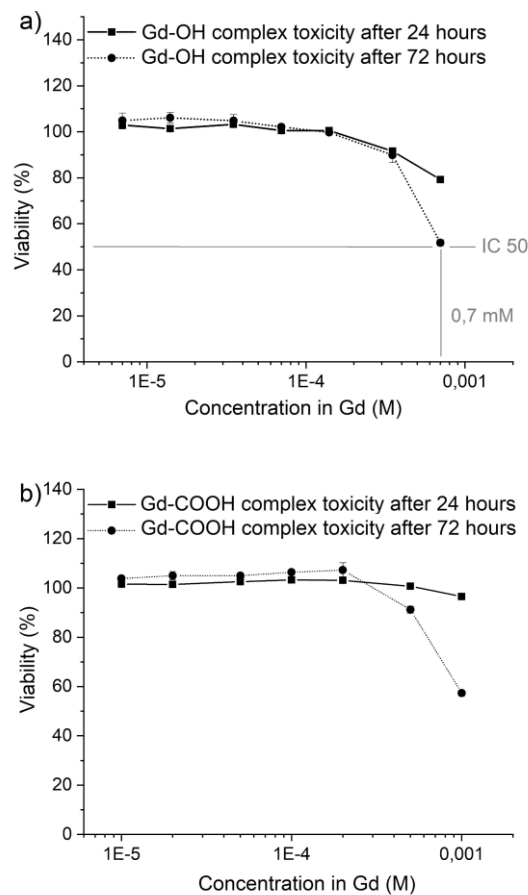 a)
Gd-OH complex toxicity after 24 hours
Gd-OH complex toxicity after 72 hours
140
120
100
80
60
40
20
0
Viability (%)
IC 50
0,7 mM
1E-5
1E-4
0,001
Concentration in Gd (M)
b)
Gd-COOH complex toxicity after 24 hours
Gd-COOH complex toxicity after 72 hours
140
120
100
80
60
40
20
0
Viability (%)
1E-5
1E-4
0,001
Concentration in Gd (M)